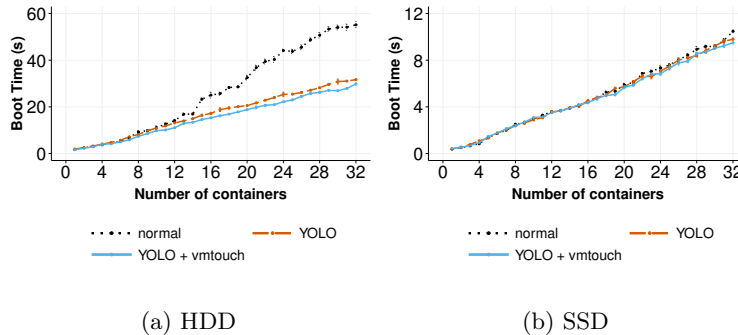 60
40
20
0
Boot Time (s)
0 4 8 12 16 20 24 28 32
Number of containers
normal
YOLO
YOLO + vmtouch
(a) HDD
12
8
4
0
Boot Time (s)
0 4 8 12 16 20 24 28 32
Number of containers
normal
YOLO
YOLO + vmtouch
(b) SSD